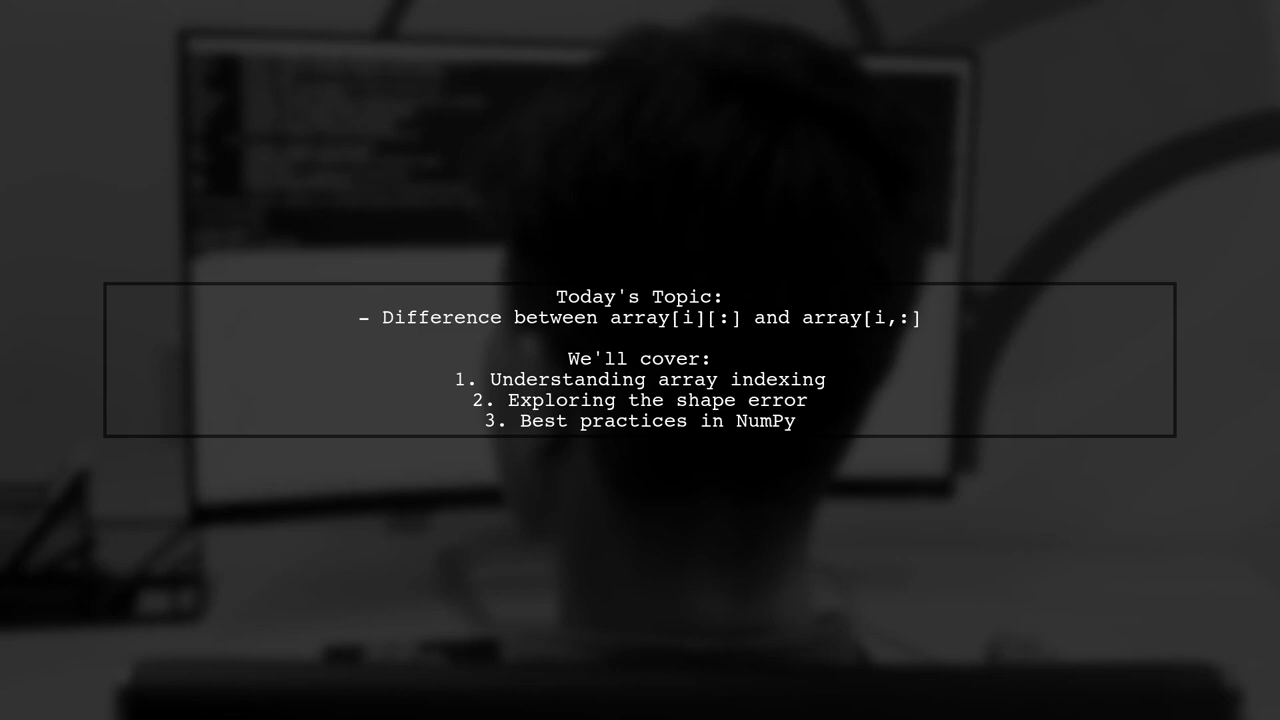 Today's Topic:
- Difference between array[i][:] and array[i,:]
We'll cover:
1. Understanding array indexing
2. Exploring the shape error
3. Best practices in NumPy